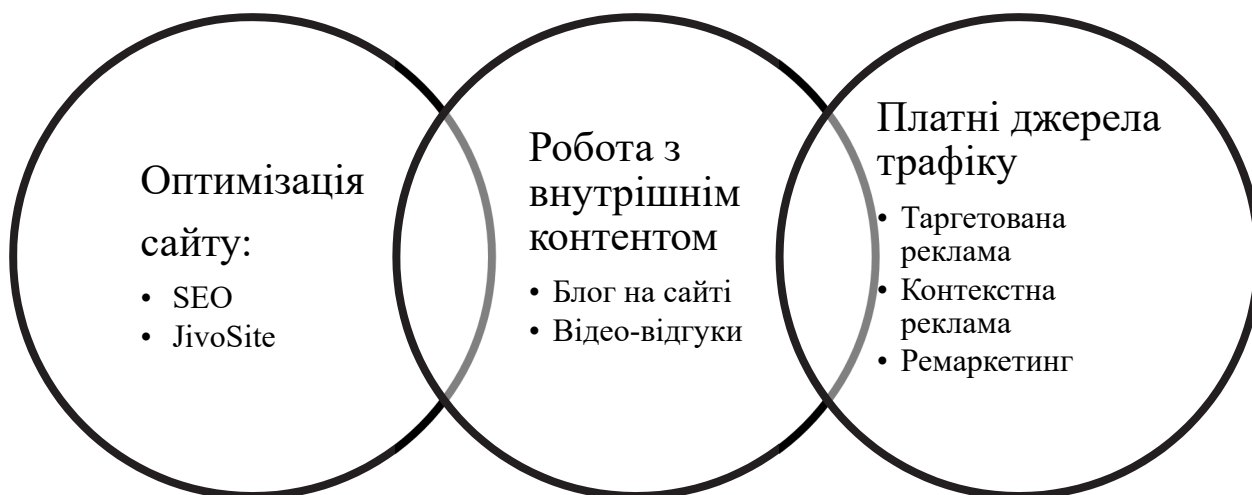 Оптимізація
сайту:
• SEO
• JivoSite
Робота з
внутрішнім
контентом
• Блог на сайті
• Відео-відгуки
Платні джерела
трафіку
• Таргетована
реклама
• Контекстна
реклама
• Ремаркетинг